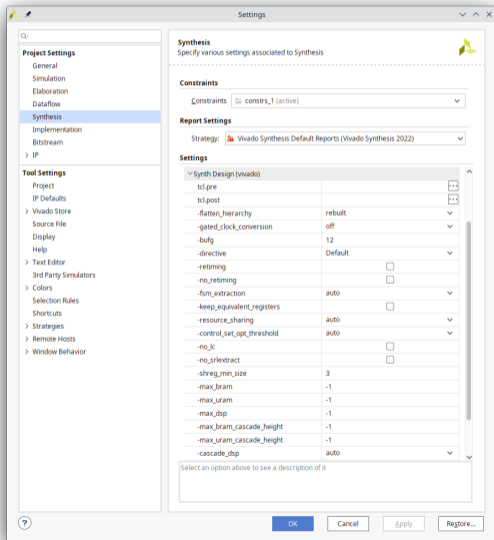 Settings
Project Settings
General
Simulation
Elaboration
Dataflow
Synthesis
Implementation
Bitstream
IP
Tool Settings
Project
IP Defaults
Vivado Store
Source File
Display
Help
Text Editor
3rd Party Simulators
Colors
Selection Rules
Shortcuts
Strategies
Remote Hosts
Window Behavior
Synthesis
Specify various settings associated to Synthesis
Constraints
Constraints constrs_1 (active)
Report Settings
Strategy: Vivado Synthesis Default Reports (Vivado Synthesis 2022)
Settings
Synth Design (vivado)
tcl.pre
tcl.post
-flatten_hierarchy rebuilt
-gated_clock_conversion off
-bufg 12
-directive Default
-retiming
-no_retiming
-fsm_extraction auto
-keep_equivalent_registers
-resource_sharing auto
-control_set_opt_threshold auto
-no_lc
-no_srlextract
-shreg_min_size 3
-max_bram -1
-max_uram -1
-max_dsp -1
-max_bram_cascade_height -1
-max_uram_cascade_height -1
-cascade_dsp auto
Select an option above to see a description of it
? OK Cancel Apply Restore...